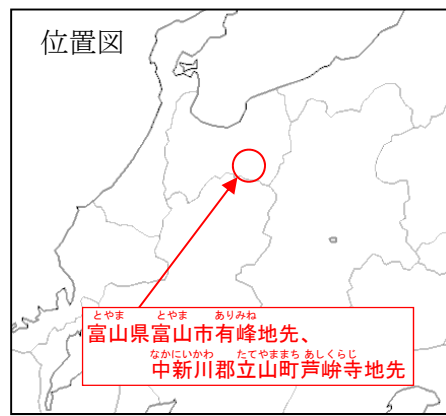 位置図
とやま とやま ありみね
富山県富山市有峰地先、
なかにいかわ たてやままち あしくらじ
中新川郡立山町芦峅寺地先